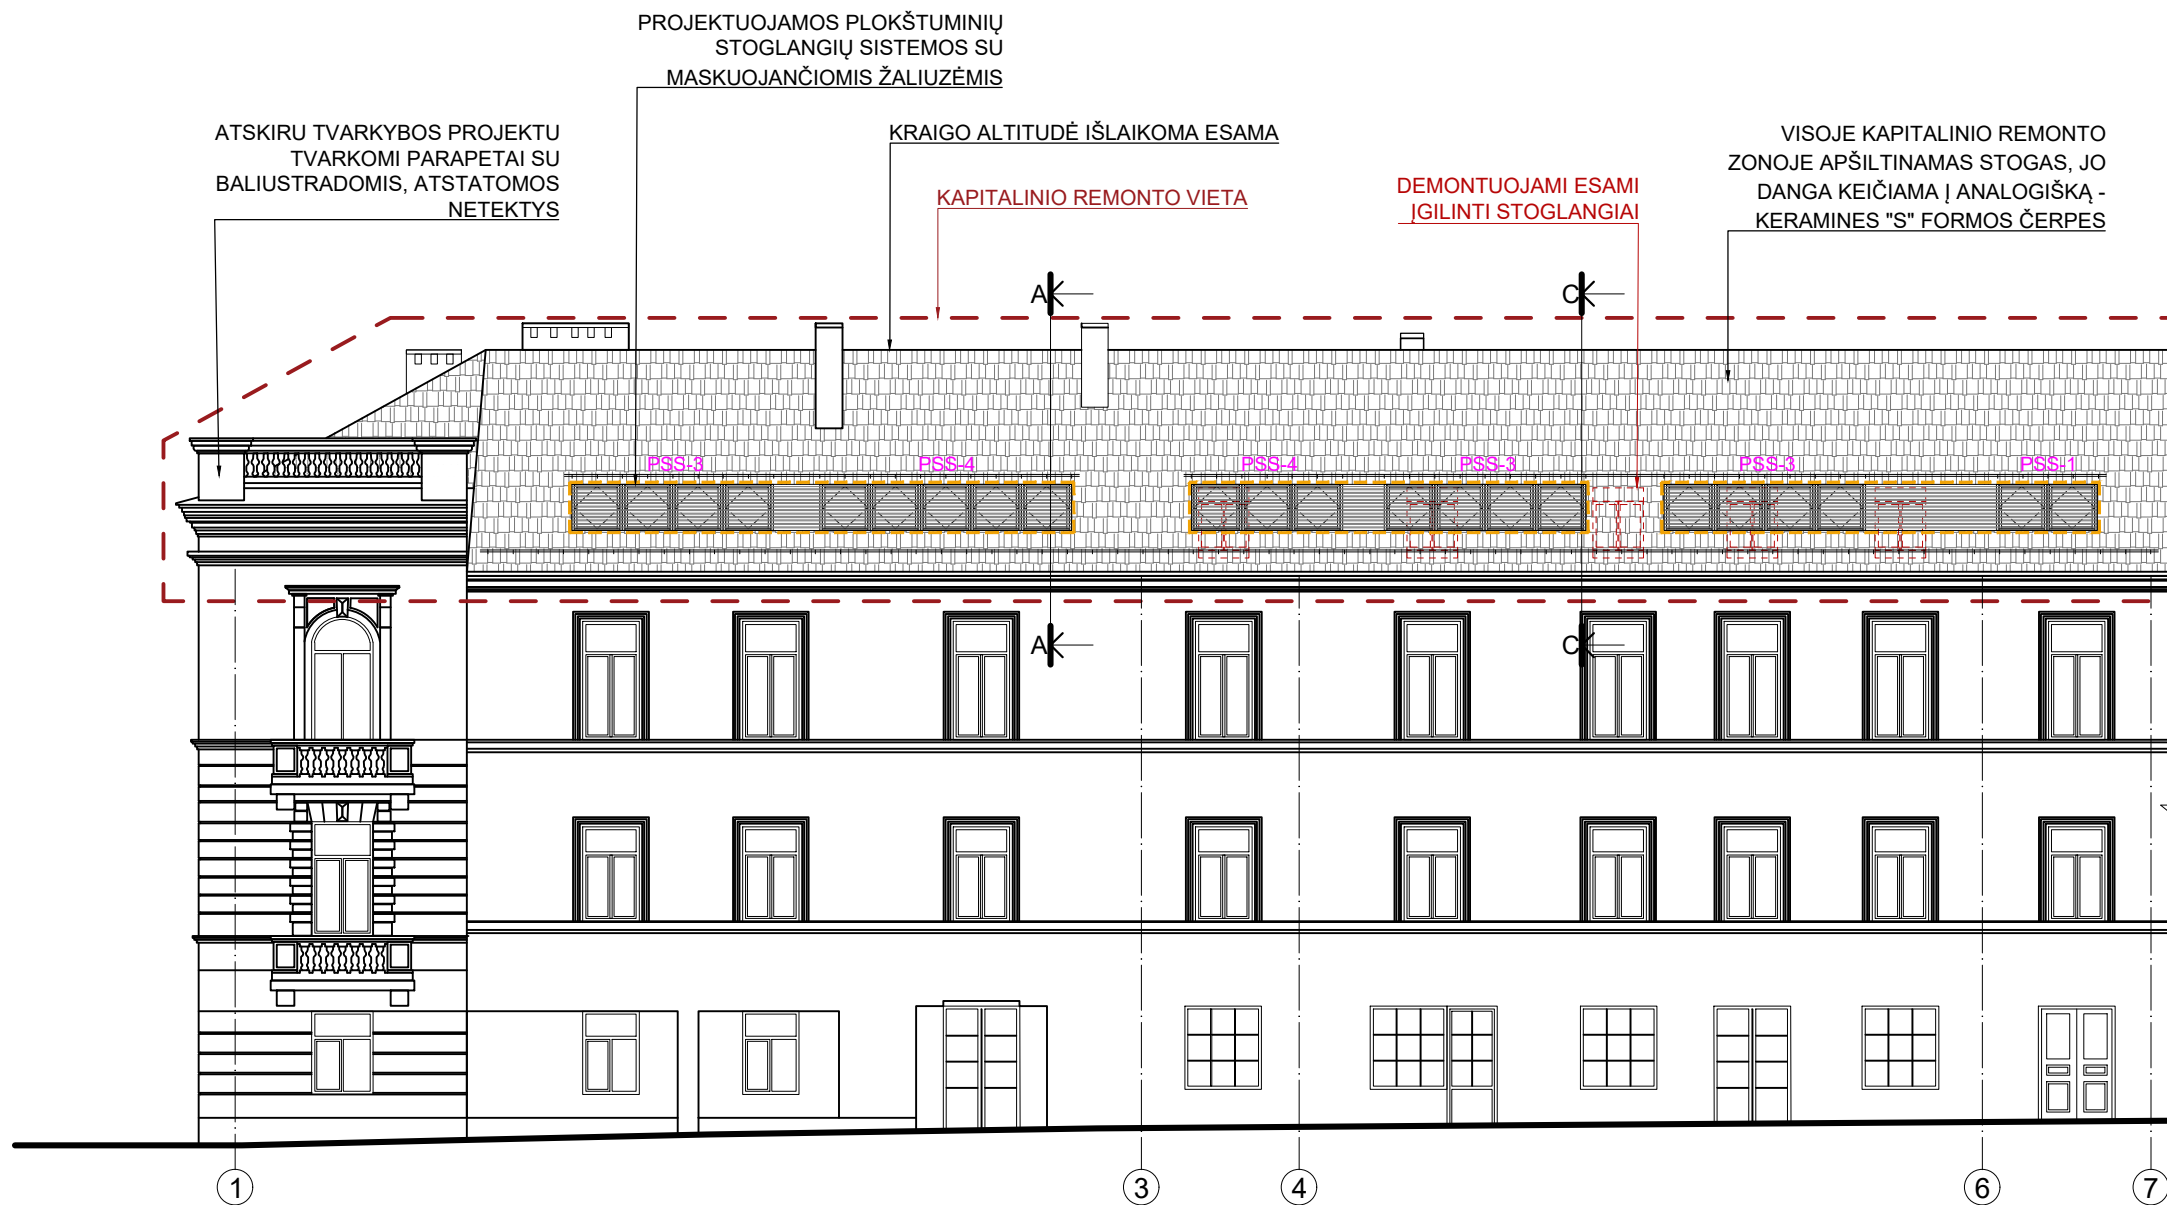 PROJEKTUOJAMOS PLOKŠTUMINIŲ
STOGLANGIŲ SISTEMOS SU
MASKUOJANČIOMIS ŽALIUZĖMIS
ATSKIRU TVARKYBOS PROJEKTU
TVARKOMI PARAPETAI SU
BALIUSTRADOMIS, ATSTATOMOS
NETEKTYS
KRAIGO ALTITUDĖ IŠLAIKOMA ESAMA
KAPITALINIO REMONTO VIETA
DEMONTUOJAMI ESAMI
ĮGILINTI STOGLANGIAI
VISOJE KAPITALINIO REMONTO
ZONOJE APŠILTINAMAS STOGAS, JO
DANGA KEIČIAMA Į ANALOGIŠKĄ -
KERAMINES "S" FORMOS ČERPES
A
C
PSS-3
PSS-4
PSS-4
PSS-3
PSS-3
PSS-1
A
C
1
3
4
6
7